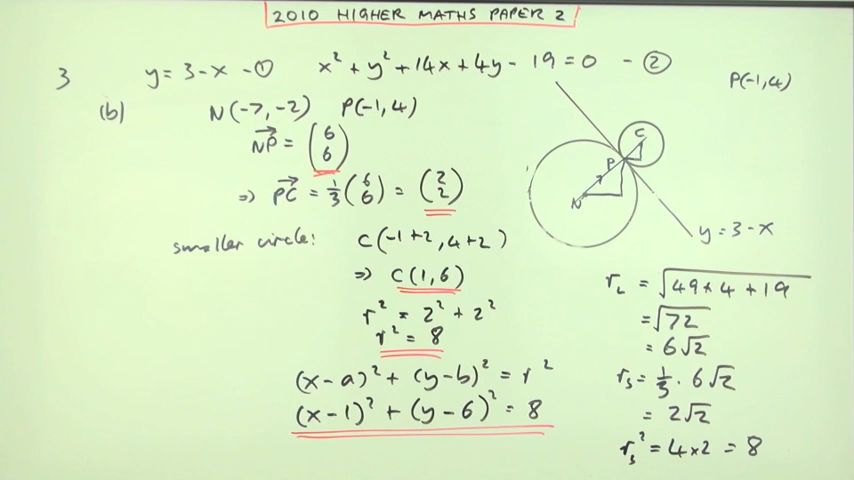 2010 HIGHER MATHS PAPER 2
3 y = 3 - x - ① x² + y² + 14x + 4y - 19 = 0 - ②
P(-1,4)
(b) N(-7,-2) P(-1,4)
NP→ = (6 6)
⇒ PC→ = 1/3 (6 6) = (2 2)
smaller circle: C(-1+2, 4+2)
⇒ C(1,6)
r² = 2² + 2²
r² = 8
(x-a)² + (y-b)² = r²
(x-1)² + (y-6)² = 8
C
P
N
y = 3 - x
r_L = √49+4+19
= √72
= 6√2
r_s = 1/3 . 6√2
= 2√2
r_s² = 4×2 = 8